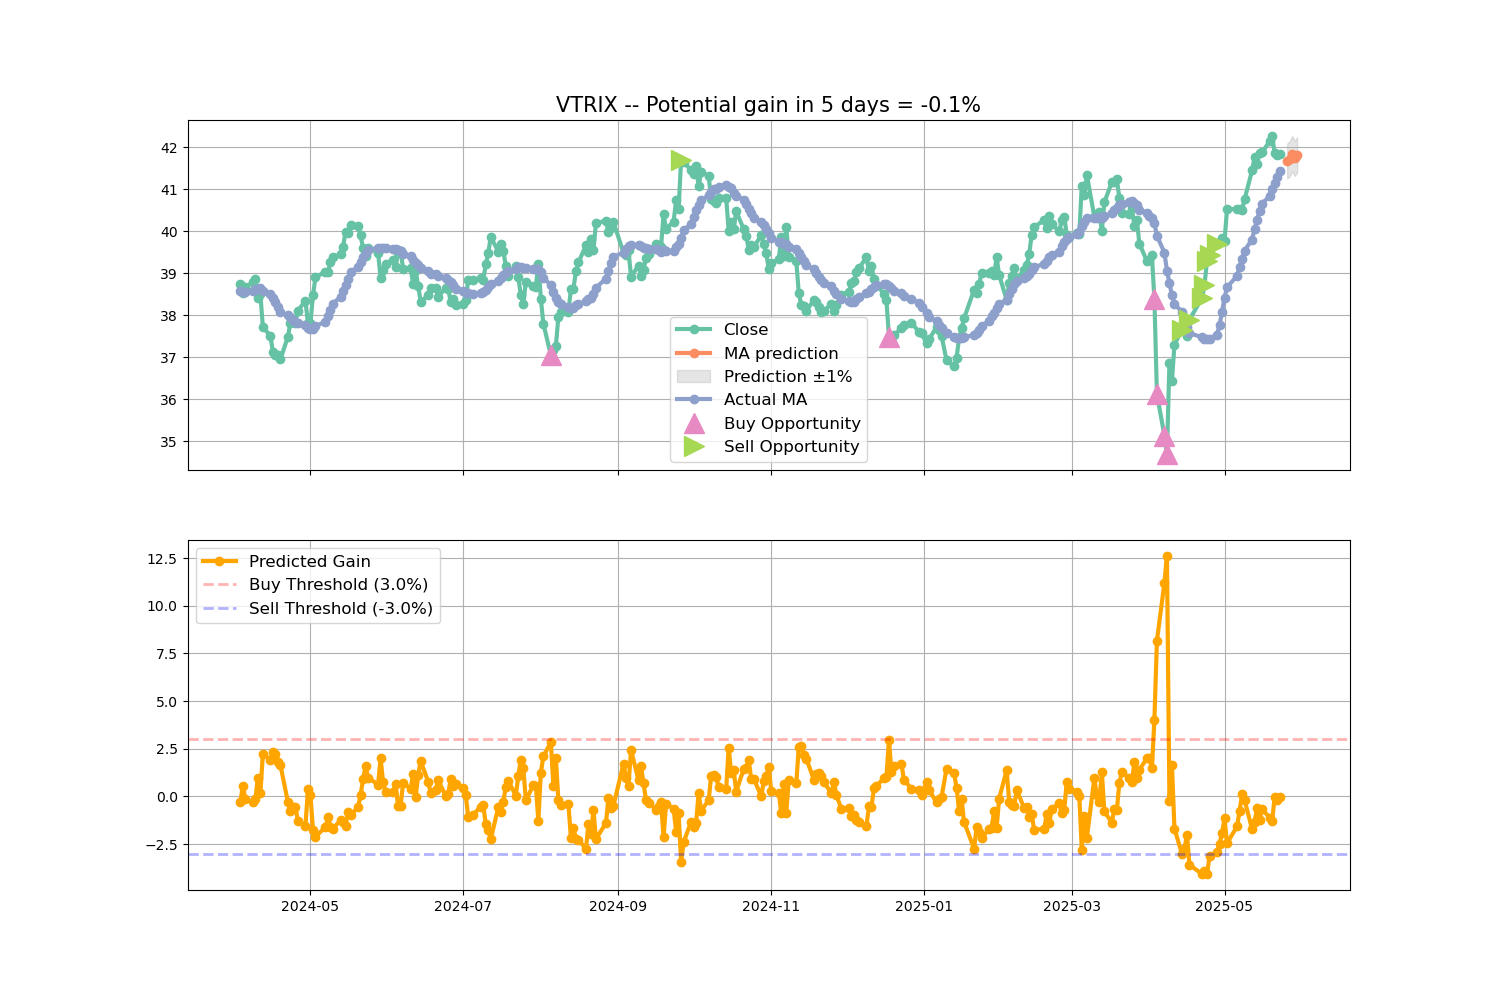 VTRIX -- Potential gain in 5 days = -0.1%
42
41
40
39
38
37
36
35
Close
MA prediction
Prediction ±1%
Actual MA
Buy Opportunity
Sell Opportunity
12.5
10.0
7.5
5.0
2.5
0.0
−2.5
Predicted Gain
Buy Threshold (3.0%)
Sell Threshold (-3.0%)
2024-05
2024-07
2024-09
2024-11
2025-01
2025-03
2025-05